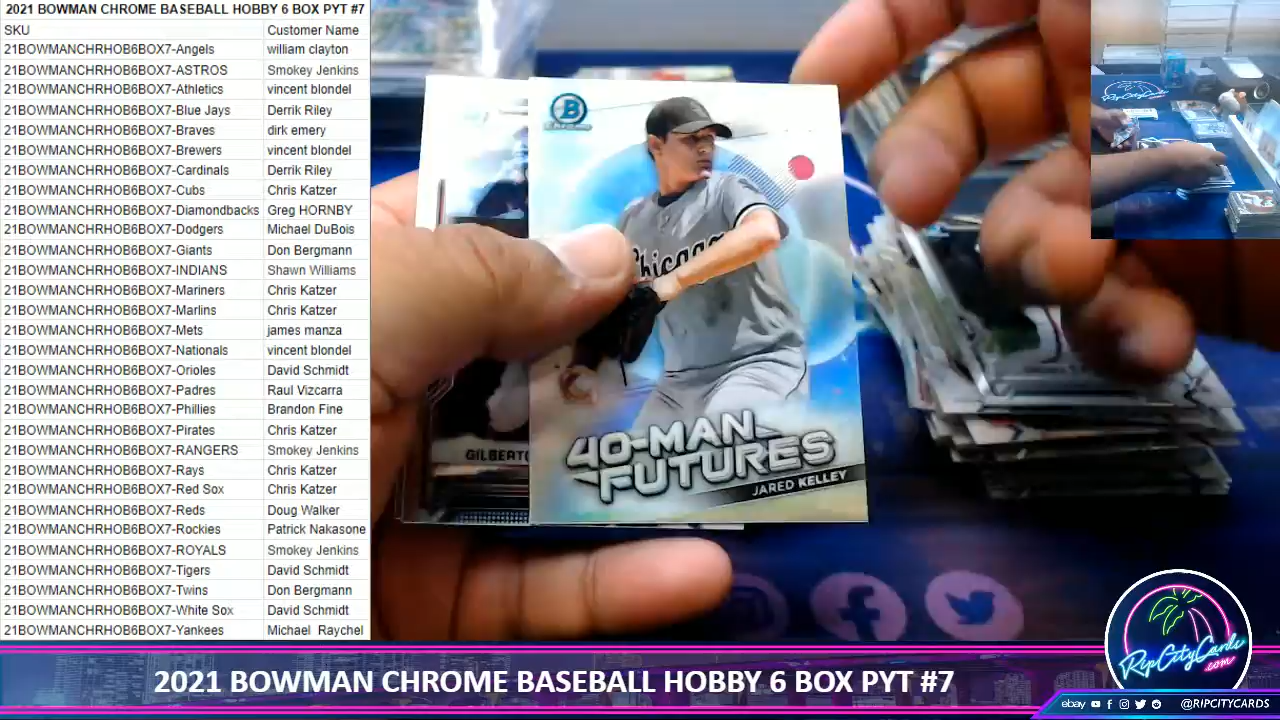 2021 BOWMAN CHROME BASEBALL HOBBY 6 BOX PYT #7
SKU Customer Name
21BOWMANCHRHOB6BOX7-Angels william clayton
21BOWMANCHRHOB6BOX7-ASTROS Smokey Jenkins
21BOWMANCHRHOB6BOX7-Athletics vincent blondel
21BOWMANCHRHOB6BOX7-Blue Jays Derrik Riley
21BOWMANCHRHOB6BOX7-Braves dirk emery
21BOWMANCHRHOB6BOX7-Brewers vincent blondel
21BOWMANCHRHOB6BOX7-Cardinals Derrik Riley
21BOWMANCHRHOB6BOX7-Cubs Chris Katzer
21BOWMANCHRHOB6BOX7-Diamondbacks Greg HORNBY
21BOWMANCHRHOB6BOX7-Dodgers Michael DuBois
21BOWMANCHRHOB6BOX7-Giants Don Bergmann
21BOWMANCHRHOB6BOX7-INDIANS Shawn Williams
21BOWMANCHRHOB6BOX7-Mariners Chris Katzer
21BOWMANCHRHOB6BOX7-Marlins Chris Katzer
21BOWMANCHRHOB6BOX7-Mets james manza
21BOWMANCHRHOB6BOX7-Nationals vincent blondel
21BOWMANCHRHOB6BOX7-Orioles David Schmidt
21BOWMANCHRHOB6BOX7-Padres Raul Vizcarra
21BOWMANCHRHOB6BOX7-Phillies Brandon Fine
21BOWMANCHRHOB6BOX7-Pirates Chris Katzer
21BOWMANCHRHOB6BOX7-RANGERS Smokey Jenkins
21BOWMANCHRHOB6BOX7-Rays Chris Katzer
21BOWMANCHRHOB6BOX7-Red Sox Chris Katzer
21BOWMANCHRHOB6BOX7-Reds Doug Walker
21BOWMANCHRHOB6BOX7-Rockies Patrick Nakasone
21BOWMANCHRHOB6BOX7-ROYALS Smokey Jenkins
21BOWMANCHRHOB6BOX7-Tigers David Schmidt
21BOWMANCHRHOB6BOX7-Twins Don Bergmann
21BOWMANCHRHOB6BOX7-White Sox David Schmidt
21BOWMANCHRHOB6BOX7-Yankees Michael Raychel
B
Chrome
Chicago
40-MAN
FUTURES
JARED KELLEY
GILBERTO
RipCityCards
RipCityCards
.com
2021 BOWMAN CHROME BASEBALL HOBBY 6 BOX PYT #7
ebay @RIPCITYCARDS